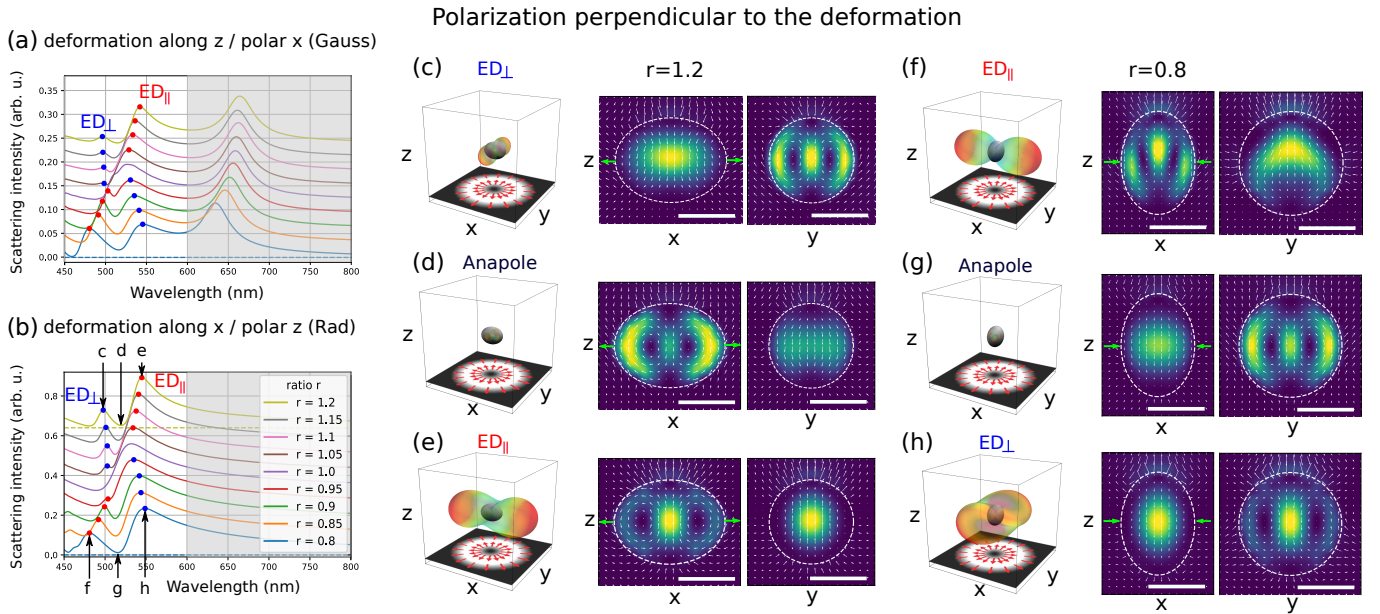 Polarization perpendicular to the deformation
(a) deformation along z / polar x (Gauss)
Scattering intensity (arb. u.)
0.35
0.30
0.25
0.20
0.15
0.10
0.05
0.00
ED⊥
ED∥
450 500 550 600 650 700 750 800
Wavelength (nm)
(b) deformation along x / polar z (Rad)
c d e
Scattering intensity (arb. u.)
0.8
0.6
0.4
0.2
0.0
ED⊥
ED∥
ratio r
r = 1.2
r = 1.15
r = 1.1
r = 1.05
r = 1.0
r = 0.95
r = 0.9
r = 0.85
r = 0.8
450 500 550 600 650 700 750 800
f g h
Wavelength (nm)
(c) ED⊥ r=1.2
z x y z x y
(d) Anapole
z x y z x y
(e) ED∥
z x y z x y
(f) ED∥ r=0.8
z x y z x y
(g) Anapole
z x y z x y
(h) ED⊥
z x y z x y